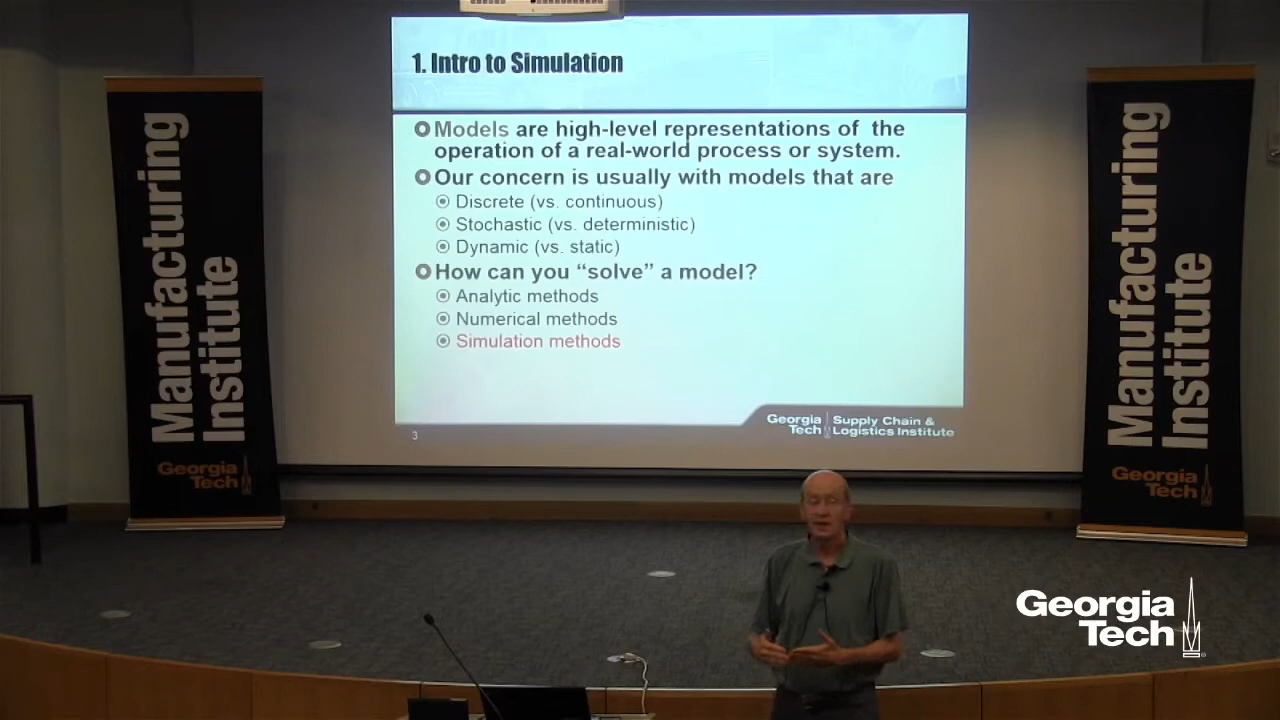 1. Intro to Simulation
Models are high-level representations of the
operation of a real-world process or system.
Our concern is usually with models that are
Discrete (vs. continuous)
Stochastic (vs. deterministic)
Dynamic (vs. static)
How can you “solve” a model?
Analytic methods
Numerical methods
Simulation methods
3
Georgia
Tech
Supply Chain &
Logistics Institute
Manufacturing
Institute
Georgia
Tech
Manufacturing
Institute
Georgia
Tech
Georgia
Tech